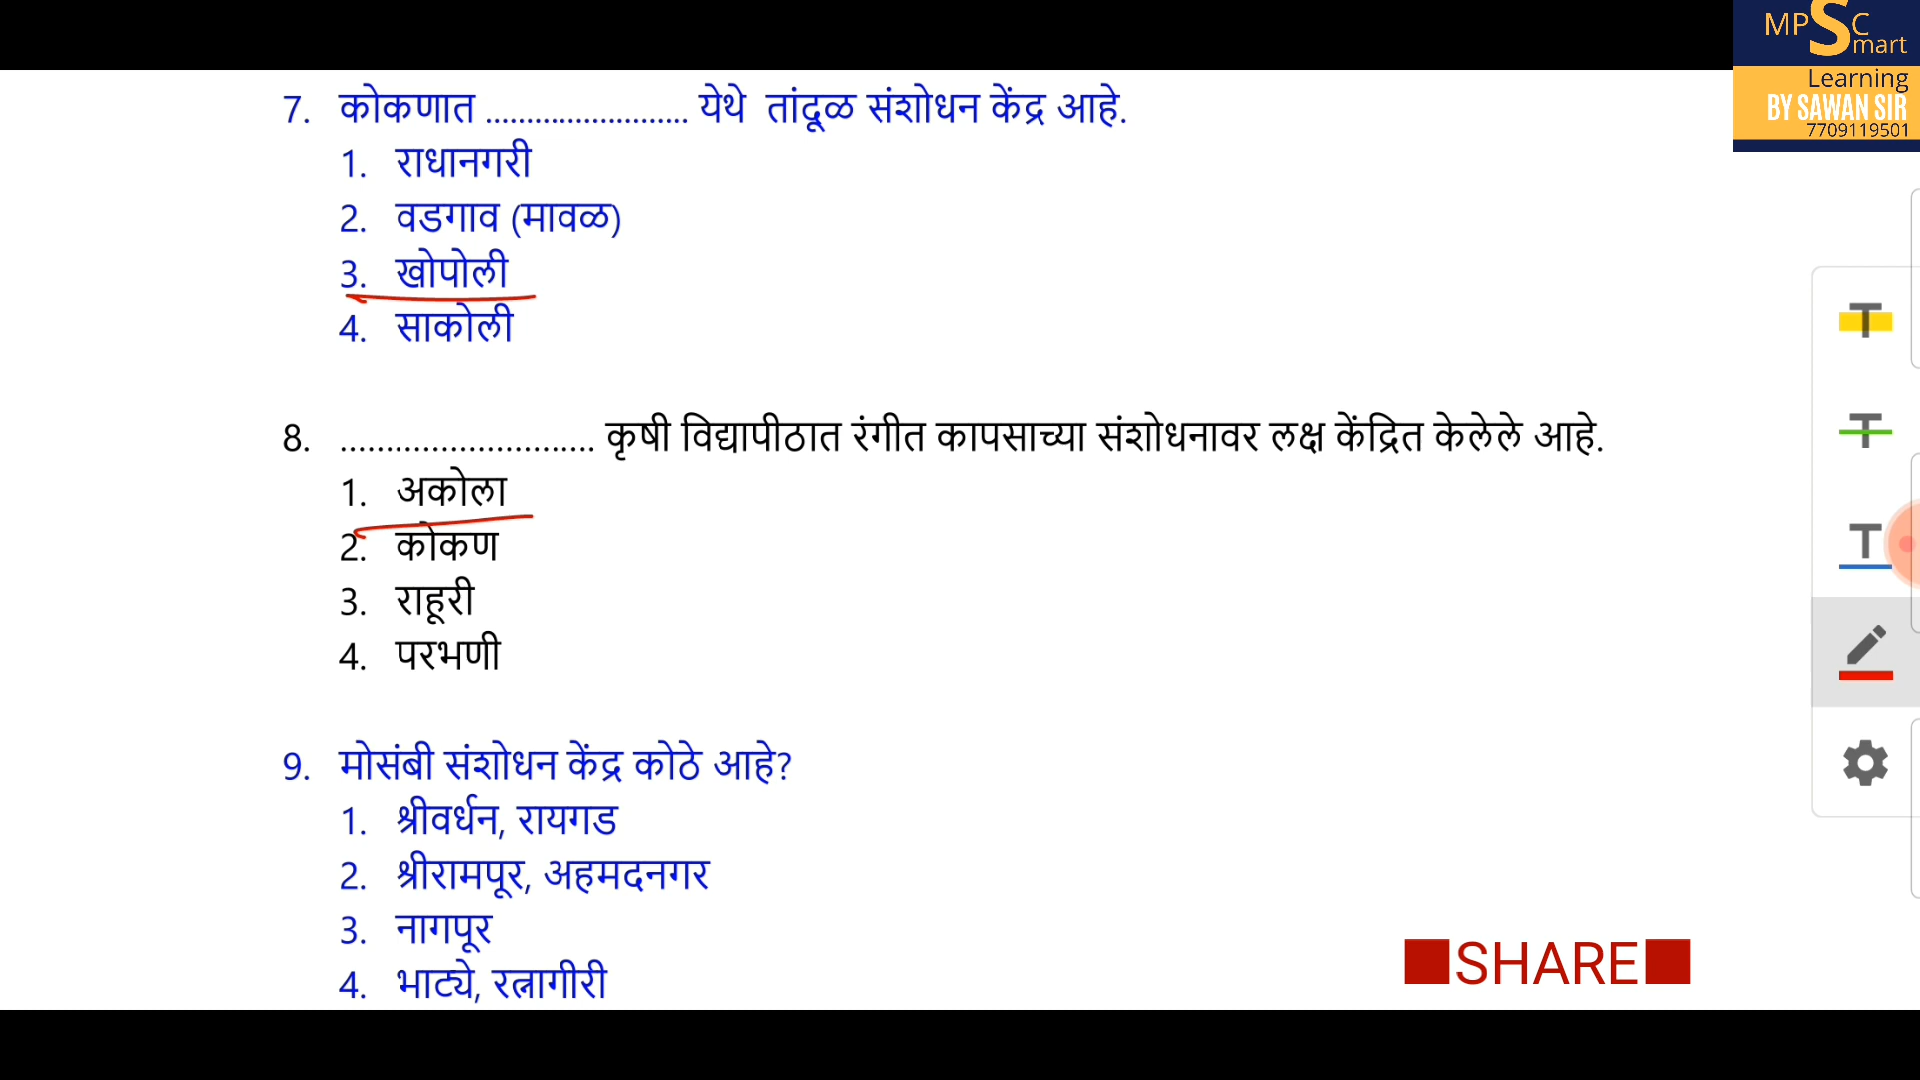 MPSC
mart
Learning
BY SAWAN SIR
7709119501
7. कोकणात ......................... येथे तांदूळ संशोधन केंद्र आहे.
1. राधानगरी
2. वडगाव (मावळ)
3. खोपोली
4. साकोली
8. ............................ कृषी विद्यापीठात रंगीत कापसाच्या संशोधनावर लक्ष केंद्रित केलेले आहे.
1. अकोला
2. कोकण
3. राहूरी
4. परभणी
9. मोसंबी संशोधन केंद्र कोठे आहे?
1. श्रीवर्धन, रायगड
2. श्रीरामपूर, अहमदनगर
3. नागपूर
4. भाट्ये, रत्नागीरी
SHARE
T
T
T